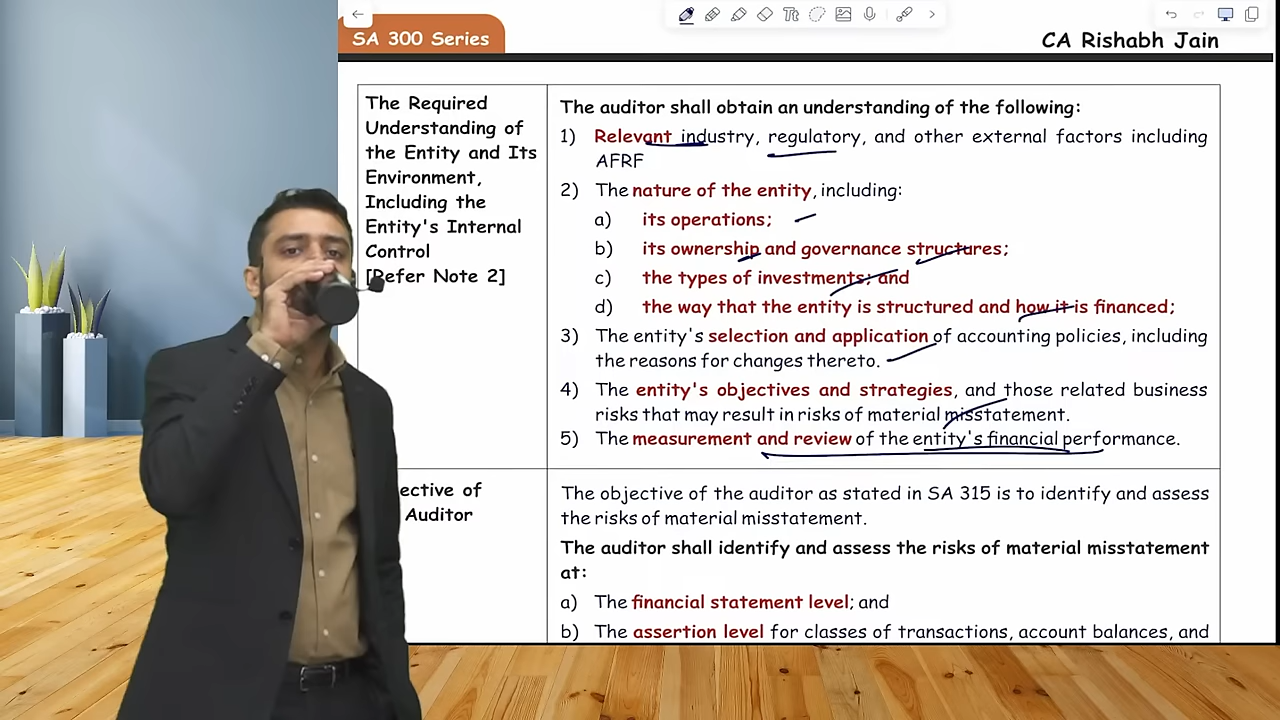 SA 300 Series
CA Rishabh Jain
The Required
Understanding of
the Entity and Its
Environment,
Including the
Entity's Internal
Control
[Refer Note 2]
The auditor shall obtain an understanding of the following:
1) Relevant industry, regulatory, and other external factors including
AFRF
2) The nature of the entity, including:
a) its operations;
b) its ownership and governance structures;
c) the types of investments; and
d) the way that the entity is structured and how it is financed;
3) The entity's selection and application of accounting policies, including
the reasons for changes thereto.
4) The entity's objectives and strategies, and those related business
risks that may result in risks of material misstatement.
5) The measurement and review of the entity's financial performance.
ective of
Auditor
The objective of the auditor as stated in SA 315 is to identify and assess
the risks of material misstatement.
The auditor shall identify and assess the risks of material misstatement
at:
a) The financial statement level; and
b) The assertion level for classes of transactions, account balances, and